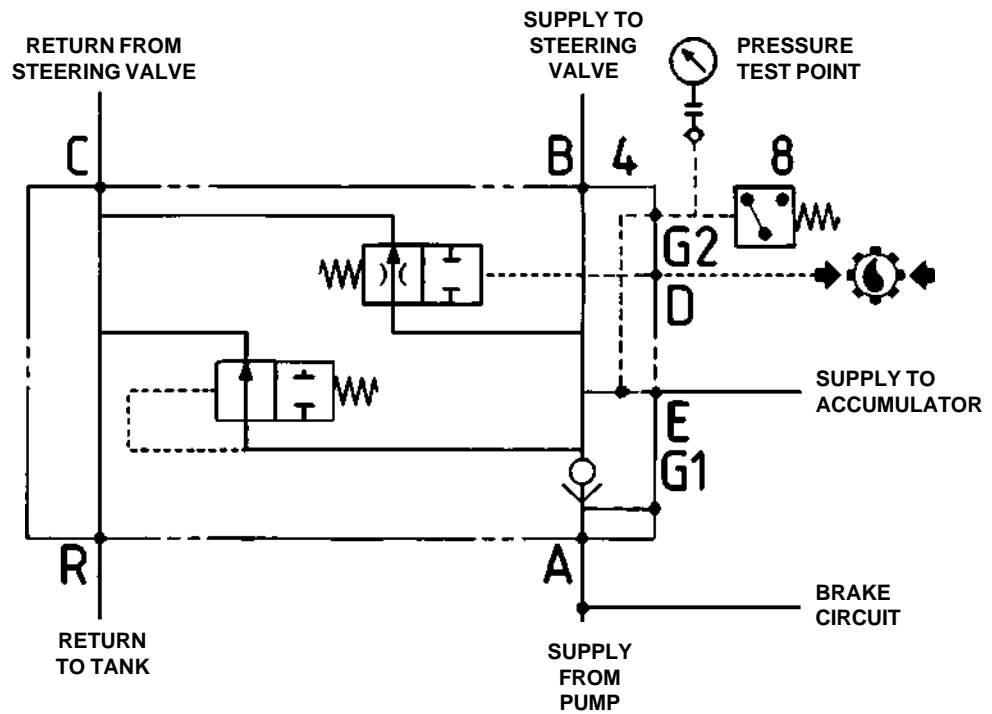 RETURN FROM
STEERING VALVE
SUPPLY TO
STEERING
VALVE
PRESSURE
TEST POINT
C
B
4
8
G2
D
SUPPLY TO
ACCUMULATOR
E
G1
R
A
BRAKE
CIRCUIT
RETURN
TO TANK
SUPPLY
FROM
PUMP